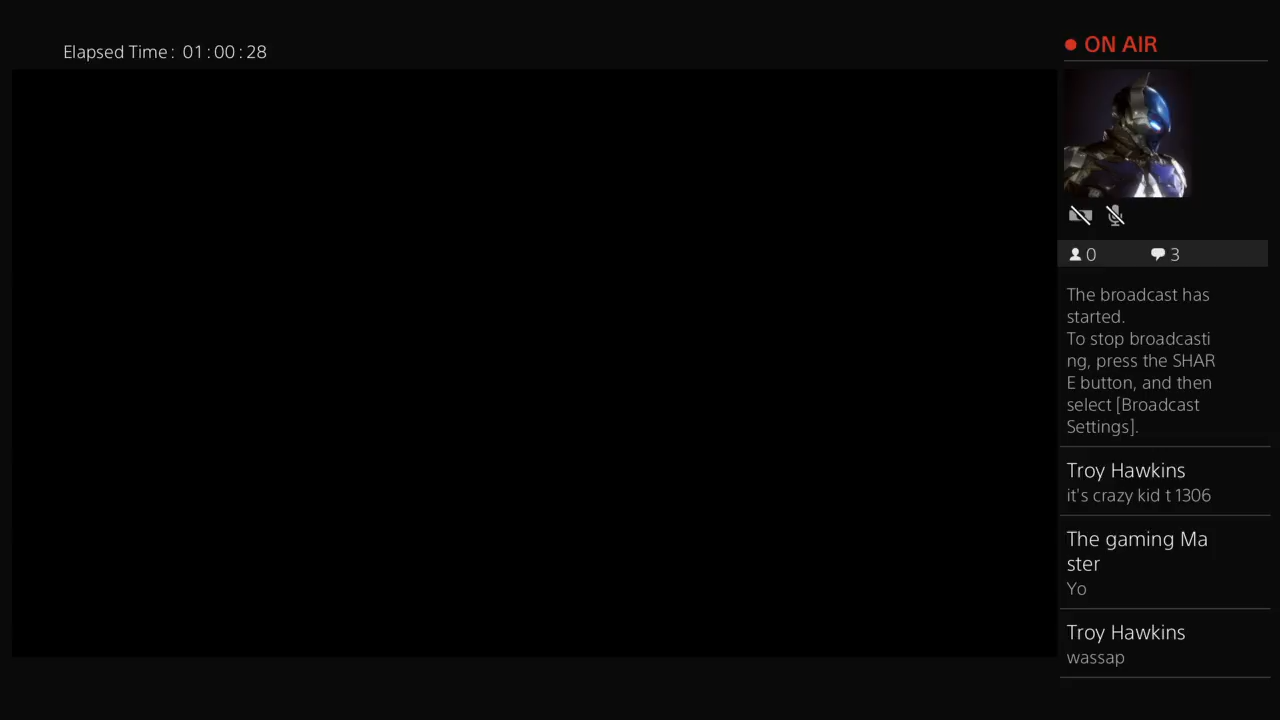 Elapsed Time: 01:00:28
ON AIR
0 3
The broadcast has
started.
To stop broadcasti
ng, press the SHAR
E button, and then
select [Broadcast
Settings].
Troy Hawkins
it's crazy kid t 1306
The gaming Ma
ster
Yo
Troy Hawkins
wassap